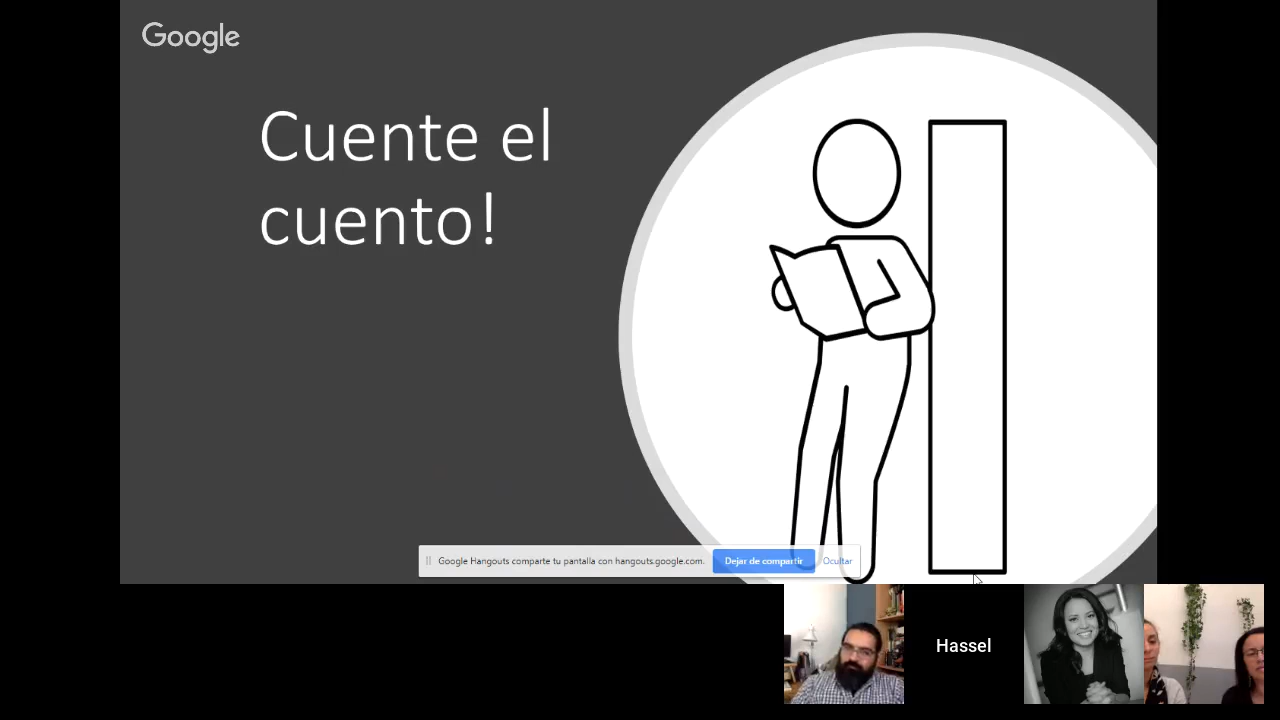 Google
Cuente el
cuento!
Google Hangouts comparte tu pantalla con hangouts.google.com.
Dejar de compartir
Ocultar
Hassel